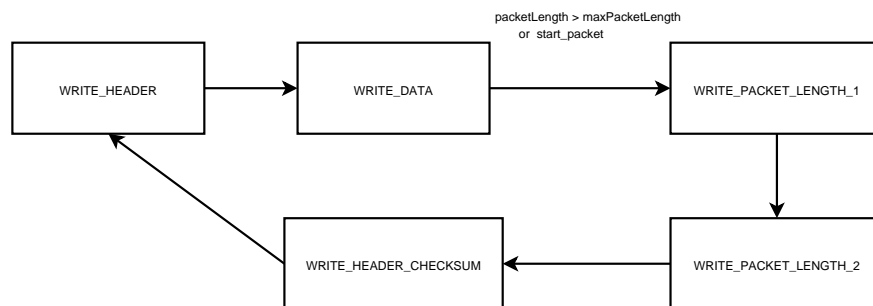 packetLength > maxPacketLength
or start_packet
WRITE_HEADER
WRITE_DATA
WRITE_PACKET_LENGTH_1
WRITE_HEADER_CHECKSUM
WRITE_PACKET_LENGTH_2